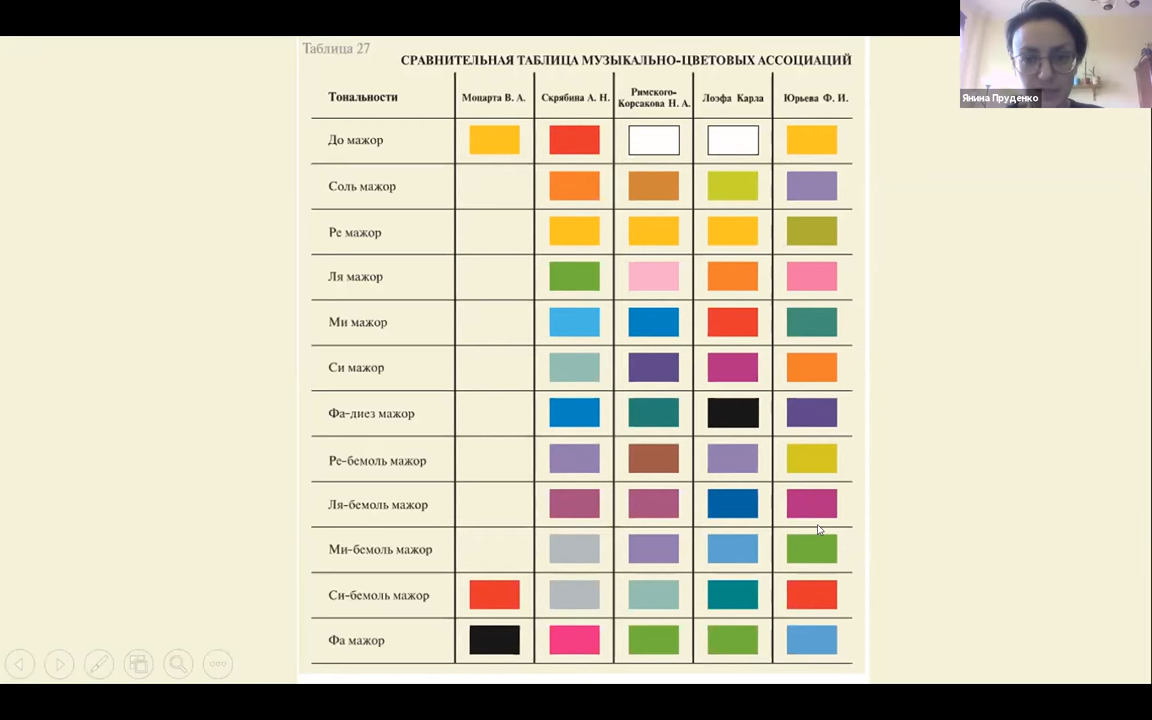 Янина Пруденко
Таблица 27
СРАВНИТЕЛЬНАЯ ТАБЛИЦА МУЗЫКАЛЬНО-ЦВЕТОВЫХ АССОЦИАЦИЙ
Тональности Моцарта В. А. Скрябина А. Н. Римского-Корсакова Н. А. Лоэфа Карла Юрьева Ф. И.
До мажор
Соль мажор
Ре мажор
Ля мажор
Ми мажор
Си мажор
Фа-диез мажор
Ре-бемоль мажор
Ля-бемоль мажор
Ми-бемоль мажор
Си-бемоль мажор
Фа мажор